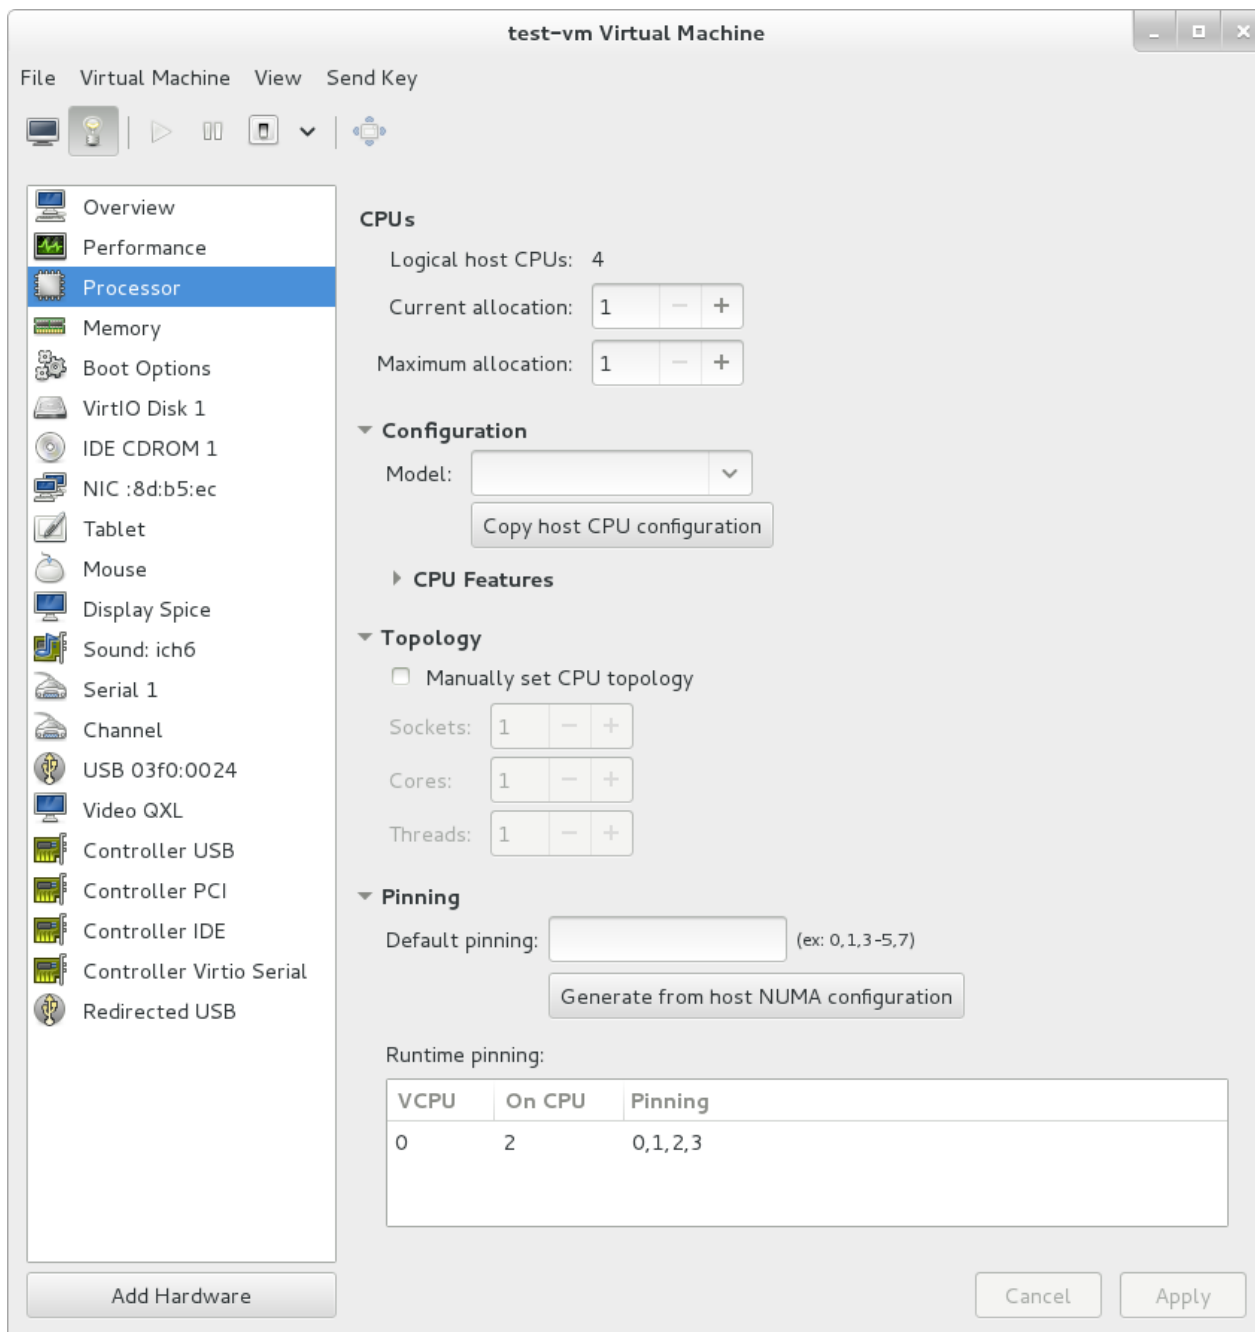 test-vm Virtual Machine
File Virtual Machine View Send Key
Overview
Performance
Processor
Memory
Boot Options
VirtIO Disk 1
IDE CDROM 1
NIC :8d:b5:ec
Tablet
Mouse
Display Spice
Sound: ich6
Serial 1
Channel
USB 03f0:0024
Video QXL
Controller USB
Controller PCI
Controller IDE
Controller Virtio Serial
Redirected USB
Add Hardware
CPUs
Logical host CPUs: 4
Current allocation: 1 − +
Maximum allocation: 1 − +
Configuration
Model:
Copy host CPU configuration
CPU Features
Topology
Manually set CPU topology
Sockets: 1 − +
Cores: 1 − +
Threads: 1 − +
Pinning
Default pinning: (ex: 0,1,3-5,7)
Generate from host NUMA configuration
Runtime pinning:
VCPU On CPU Pinning
0 2 0,1,2,3
Cancel Apply